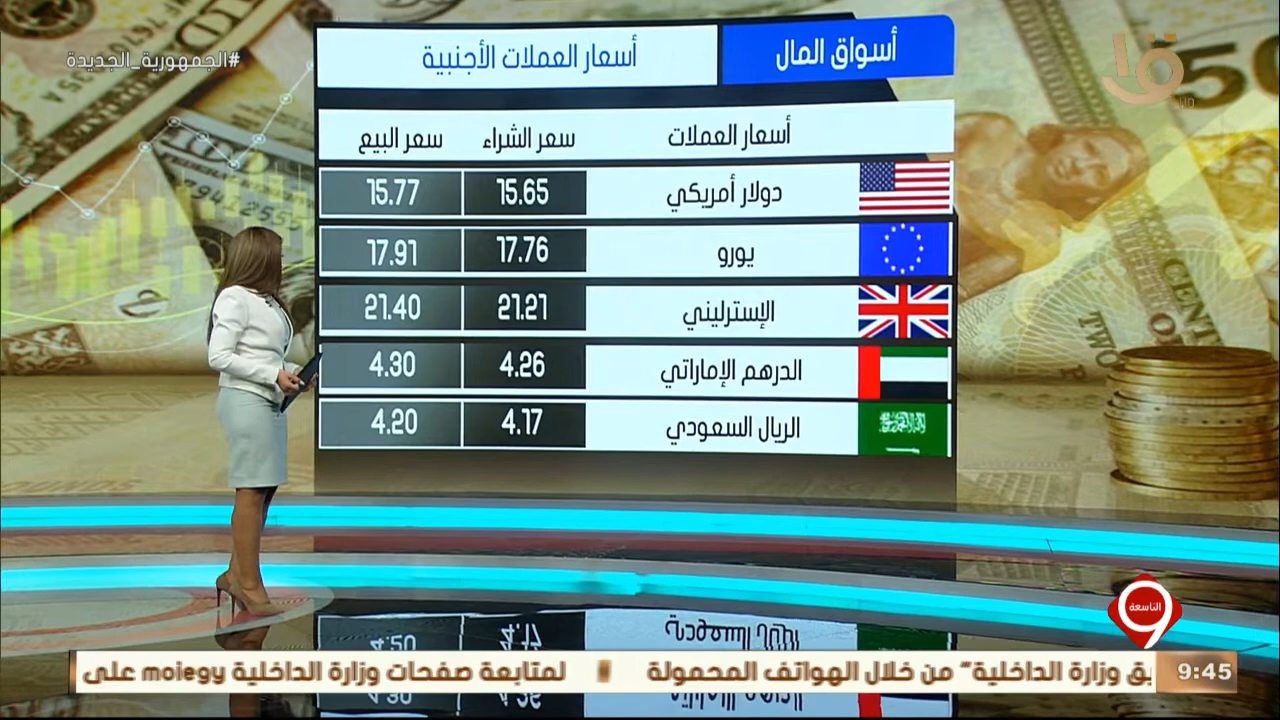 #الجمهورية_الجديدة
أسواق المال
أسعار العملات الأجنبية
أسعار العملات سعر الشراء سعر البيع
دولار أمريكي 15.65 15.77
يورو 17.76 17.91
الإسترليني 21.21 21.40
الدرهم الإماراتي 4.26 4.30
الريال السعودي 4.17 4.20
التاسعة
9
9:45
يق وزارة الداخلية" من خلال الهواتف المحمولة لمتابعة صفحات وزارة الداخلية moiegy على